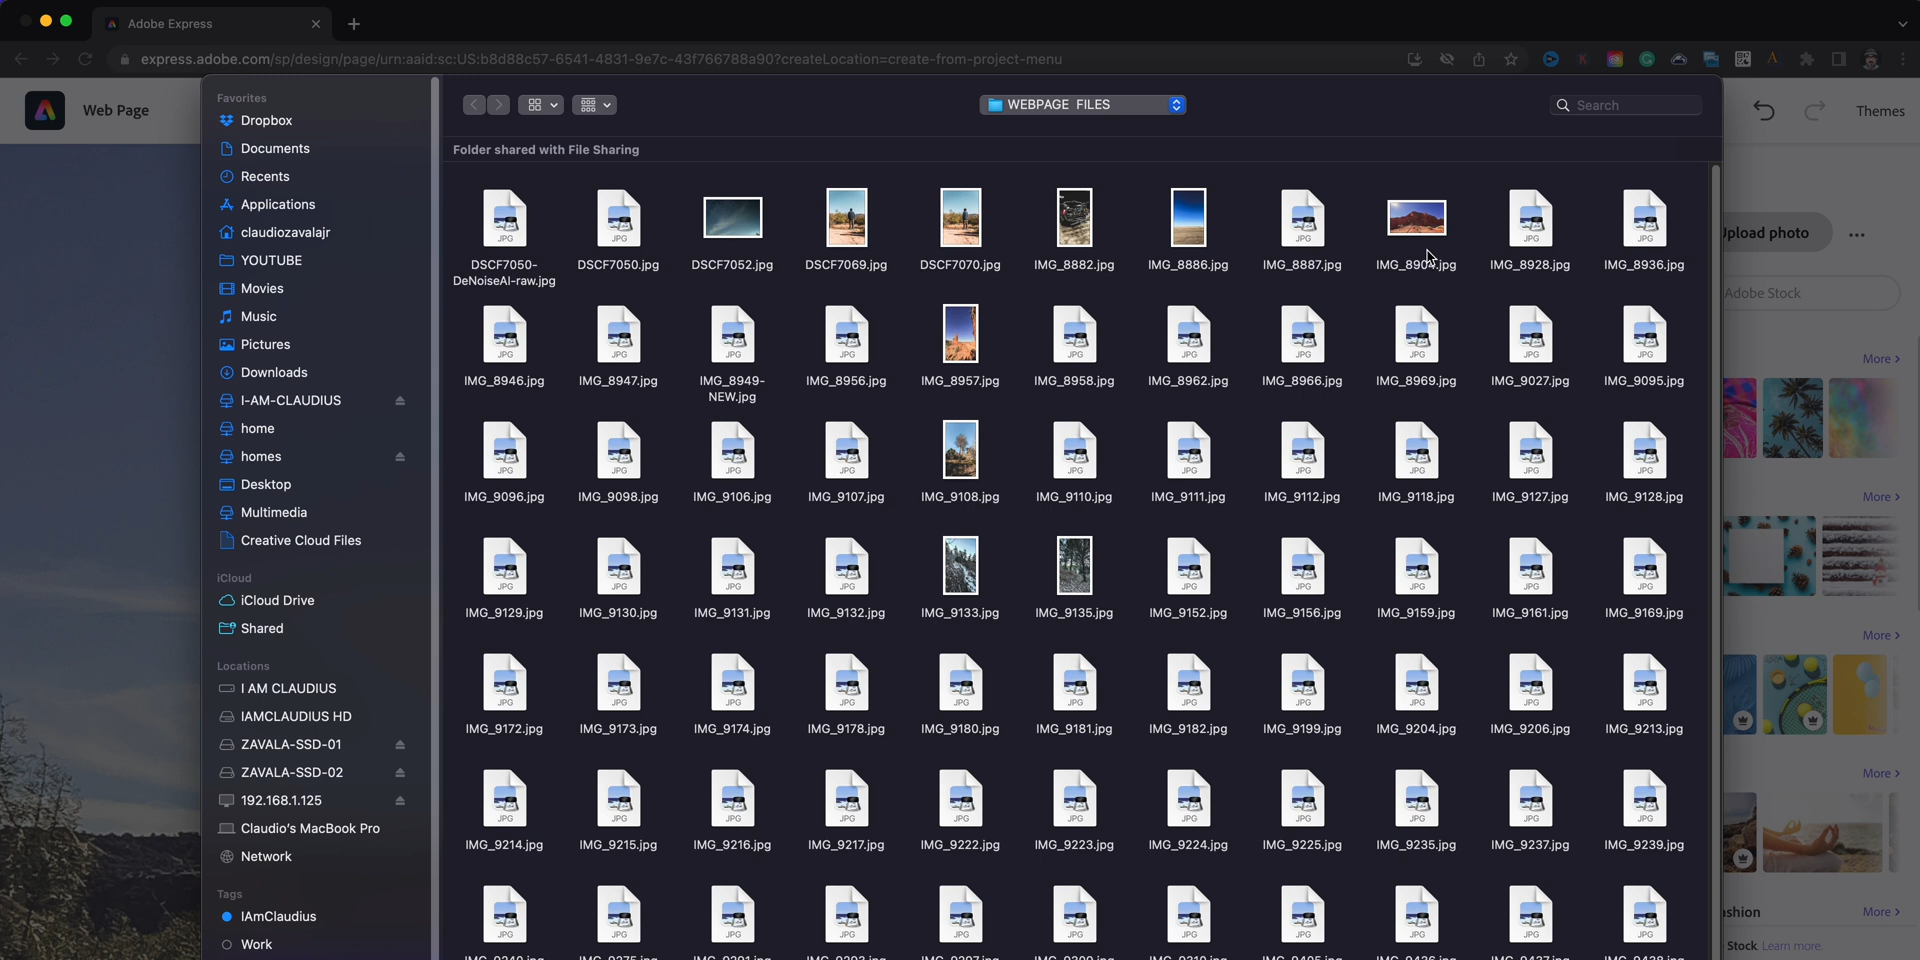 Adobe Express
express.adobe.com/sp/design/page/urn:aaid:sc:US:b8d88c57-6541-4831-9e7c-43f766788a90?createLocation=create-from-project-menu
Web Page
Themes
Upload photo
Adobe Stock
More >
More >
More >
More >
More >
Stock Learn more.
Favorites
Dropbox
Documents
Recents
Applications
claudiozavalajr
YOUTUBE
Movies
Music
Pictures
Downloads
I-AM-CLAUDIUS
home
homes
Desktop
Multimedia
Creative Cloud Files
iCloud
iCloud Drive
Shared
Locations
I AM CLAUDIUS
IAMCLAUDIUS HD
ZAVALA-SSD-01
ZAVALA-SSD-02
192.168.1.125
Claudio's MacBook Pro
Network
Tags
IAmClaudius
Work
WEBPAGE FILES
Search
Folder shared with File Sharing
DSCF7050-DeNoiseAI-raw.jpg DSCF7050.jpg DSCF7052.jpg DSCF7069.jpg DSCF7070.jpg IMG_8882.jpg IMG_8886.jpg IMG_8887.jpg IMG_8928.jpg IMG_8936.jpg
IMG_8946.jpg IMG_8947.jpg IMG_8949-NEW.jpg IMG_8956.jpg IMG_8957.jpg IMG_8958.jpg IMG_8962.jpg IMG_8966.jpg IMG_8969.jpg IMG_9027.jpg IMG_9095.jpg
IMG_9096.jpg IMG_9098.jpg IMG_9106.jpg IMG_9107.jpg IMG_9108.jpg IMG_9110.jpg IMG_9111.jpg IMG_9112.jpg IMG_9118.jpg IMG_9127.jpg IMG_9128.jpg
IMG_9129.jpg IMG_9130.jpg IMG_9131.jpg IMG_9132.jpg IMG_9133.jpg IMG_9135.jpg IMG_9152.jpg IMG_9156.jpg IMG_9159.jpg IMG_9161.jpg IMG_9169.jpg
IMG_9172.jpg IMG_9173.jpg IMG_9174.jpg IMG_9178.jpg IMG_9180.jpg IMG_9181.jpg IMG_9182.jpg IMG_9199.jpg IMG_9204.jpg IMG_9206.jpg IMG_9213.jpg
IMG_9214.jpg IMG_9215.jpg IMG_9216.jpg IMG_9217.jpg IMG_9222.jpg IMG_9223.jpg IMG_9224.jpg IMG_9225.jpg IMG_9235.jpg IMG_9237.jpg IMG_9239.jpg